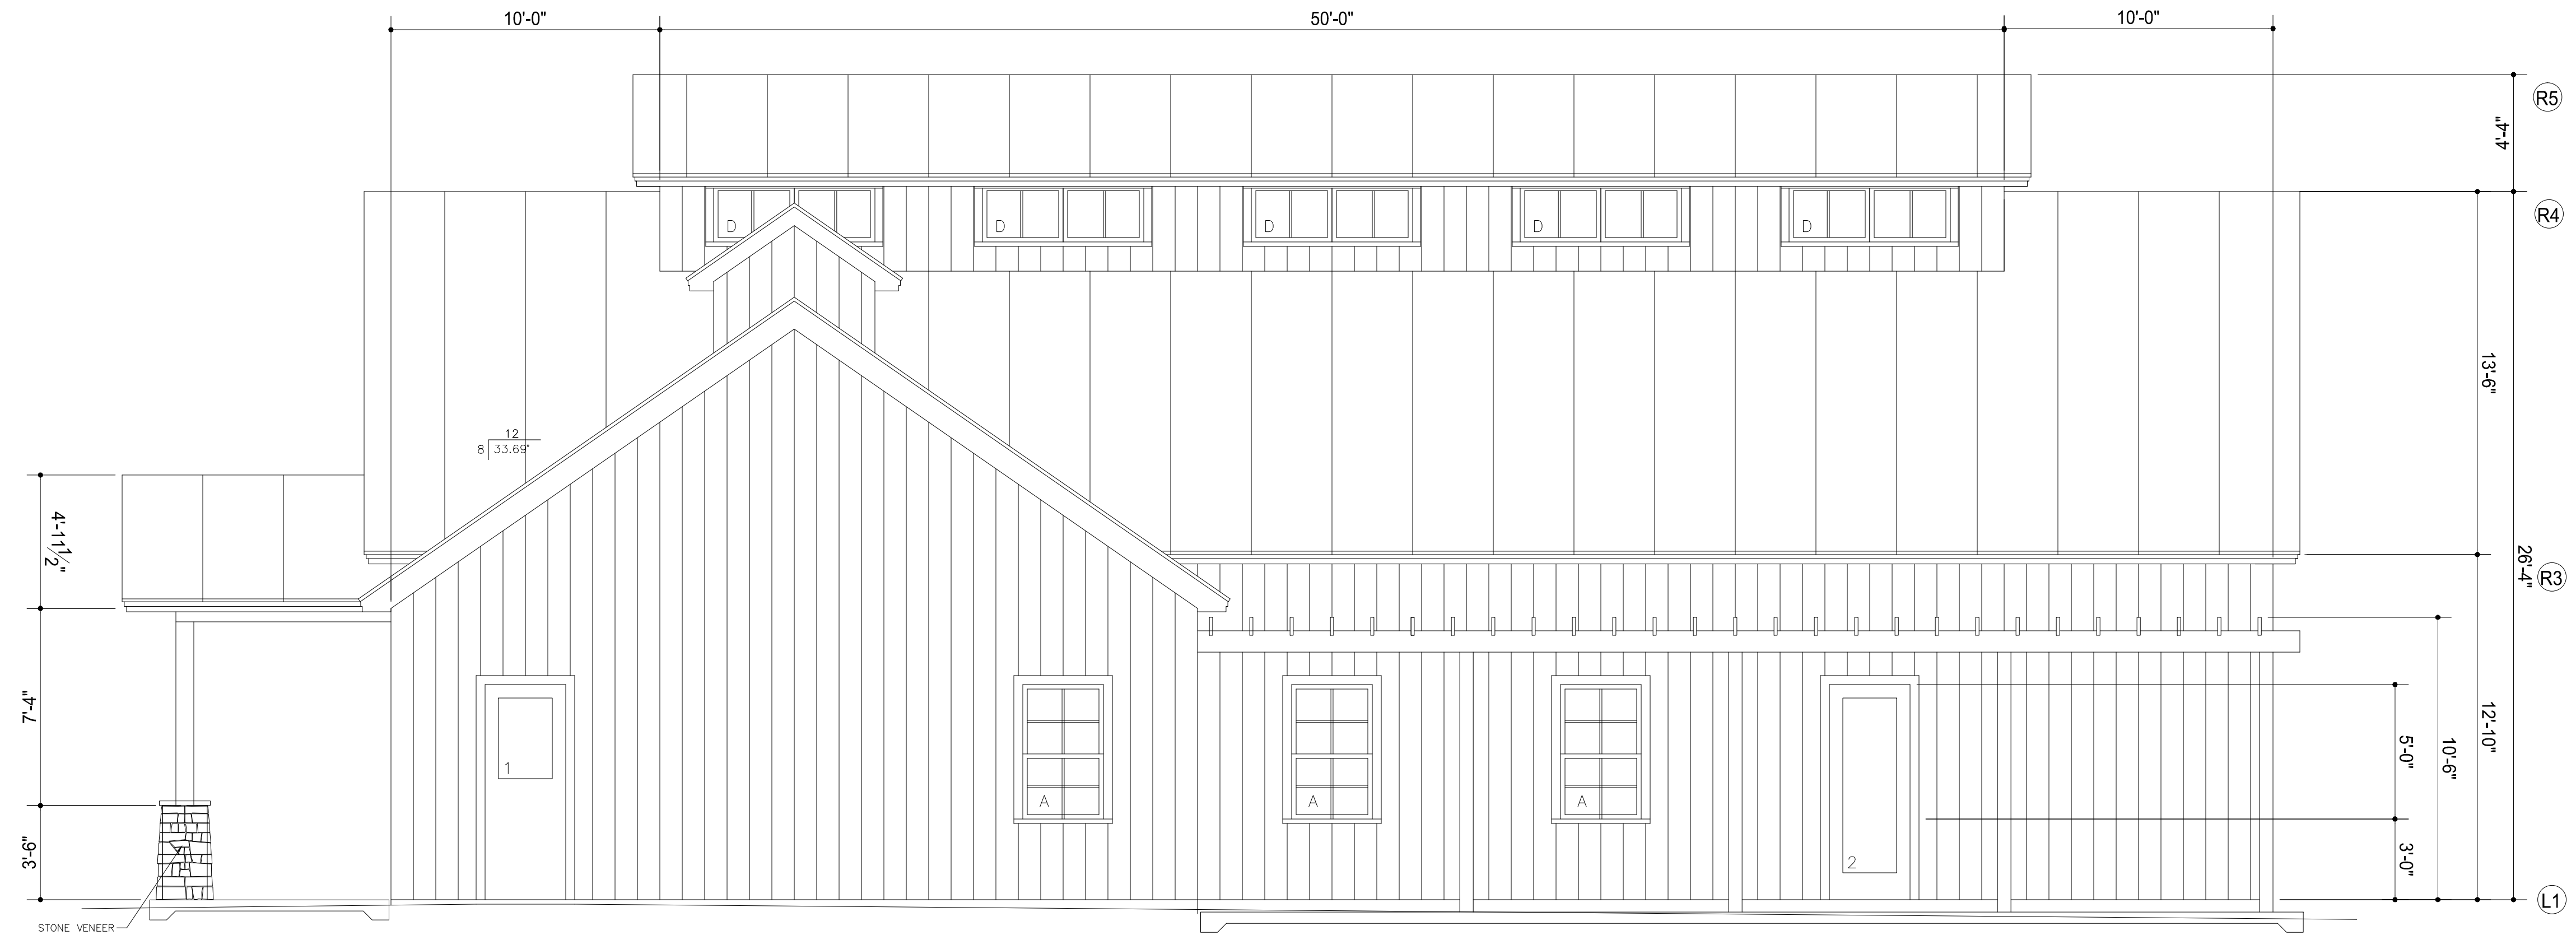 10'-0"
50'-0"
10'-0"
R5
4'-4"
R4
D
D
D
D
D
13'-6"
12
8 33.69°
4'-11 1/2"
26'-4"
R3
7'-4"
12'-10"
5'-0"
10'-6"
1
A
A
A
2
3'-6"
3'-0"
L1
STONE VENEER